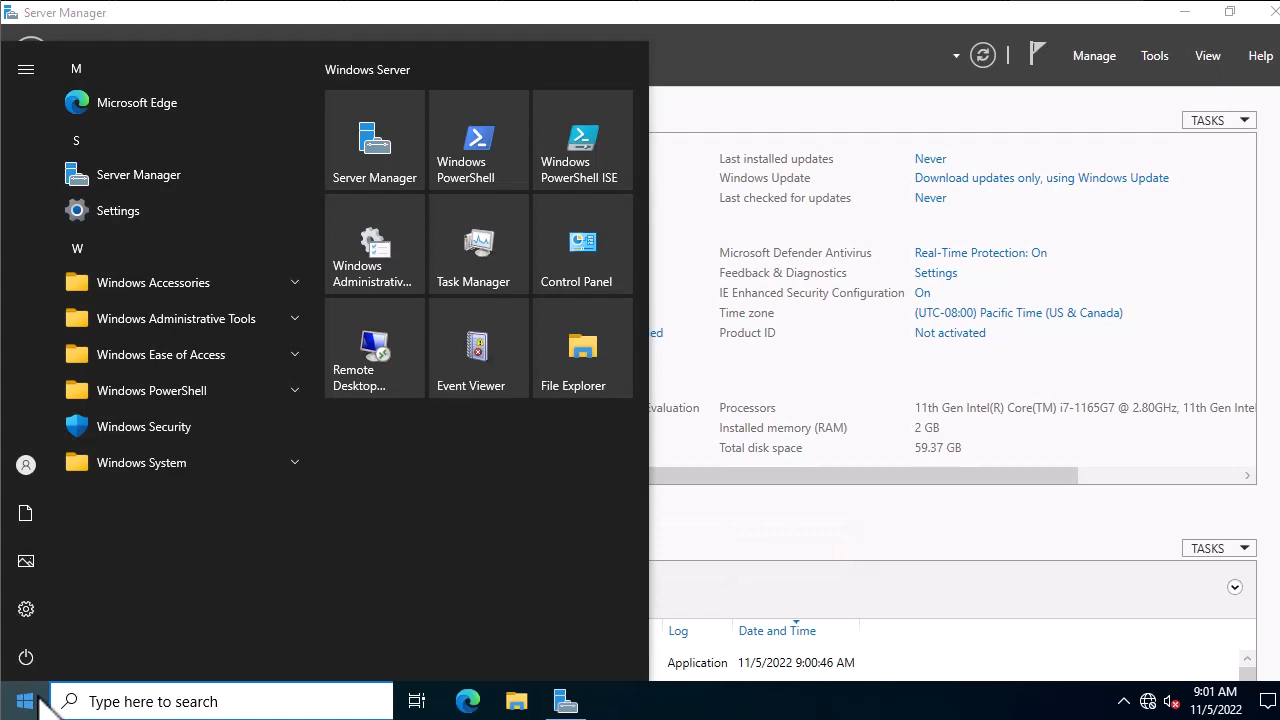 Server Manager
Manage
Tools
View
Help
M
Microsoft Edge
S
Server Manager
Settings
W
Windows Accessories
Windows Administrative Tools
Windows Ease of Access
Windows PowerShell
Windows Security
Windows System
Windows Server
Server Manager
Windows
PowerShell
Windows
PowerShell ISE
Windows
Administrativ...
Task Manager
Control Panel
Remote
Desktop...
Event Viewer
File Explorer
TASKS
Last installed updates Never
Windows Update Download updates only, using Windows Update
Last checked for updates Never
Microsoft Defender Antivirus Real-Time Protection: On
Feedback & Diagnostics Settings
IE Enhanced Security Configuration On
Time zone (UTC-08:00) Pacific Time (US & Canada)
ed Product ID Not activated
Evaluation Processors 11th Gen Intel(R) Core(TM) i7-1165G7 @ 2.80GHz, 11th Gen Inte
Installed memory (RAM) 2 GB
Total disk space 59.37 GB
TASKS
Log Date and Time
Application 11/5/2022 9:00:46 AM
Type here to search
9:01 AM
11/5/2022